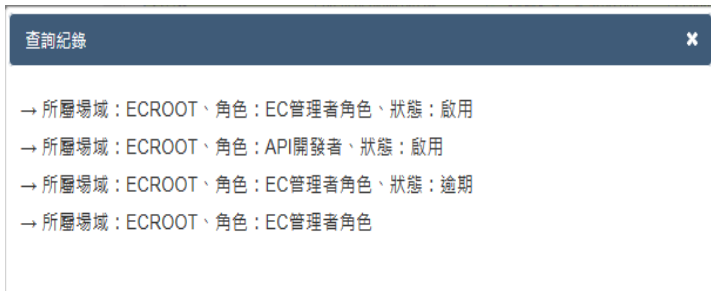 查詢紀錄
→ 所屬場域：ECROOT、角色：EC管理者角色、狀態：啟用
→ 所屬場域：ECROOT、角色：API開發者、狀態：啟用
→ 所屬場域：ECROOT、角色：EC管理者角色、狀態：逾期
→ 所屬場域：ECROOT、角色：EC管理者角色